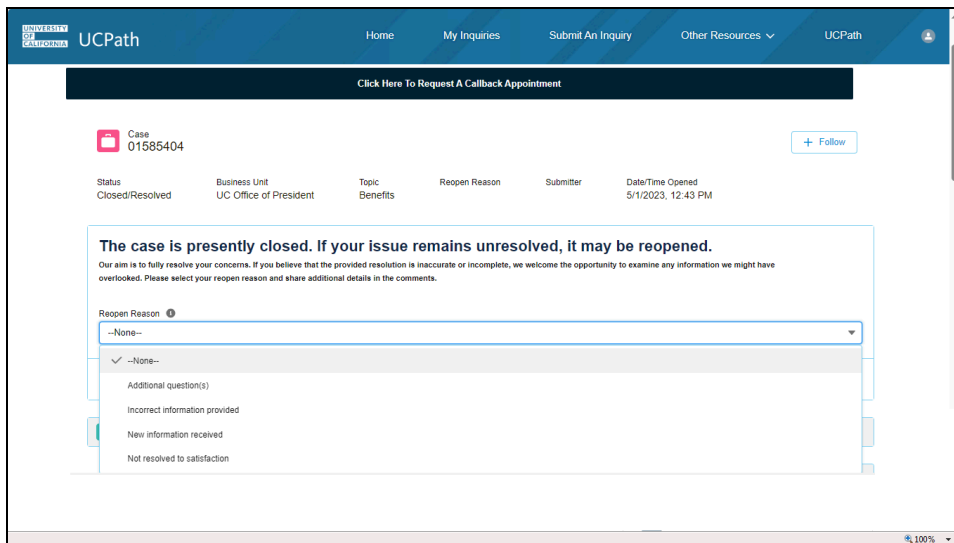 UNIVERSITY
OF
CALIFORNIA
UCPath
Home
My Inquiries
Submit An Inquiry
Other Resources
UCPath
Click Here To Request A Callback Appointment
Case
01585404
+ Follow
Status
Business Unit
Topic
Reopen Reason
Submitter
Date/Time Opened
Closed/Resolved
UC Office of President
Benefits
5/1/2023, 12:43 PM
The case is presently closed. If your issue remains unresolved, it may be reopened.
Our aim is to fully resolve your concerns. If you believe that the provided resolution is inaccurate or incomplete, we welcome the opportunity to examine any information we might have
overlooked. Please select your reopen reason and share additional details in the comments.
Reopen Reason
--None--
--None--
Additional question(s)
Incorrect information provided
New information received
Not resolved to satisfaction
100%